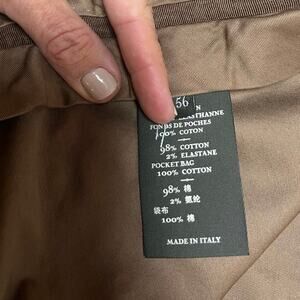 56
N
FONDS DE POCHES
100% COTON
98% COTTON
2% ELASTANE
POCKET BAG
100% COTTON
98% 棉
2% 氨纶
袋布
100% 棉
MADE IN ITALY